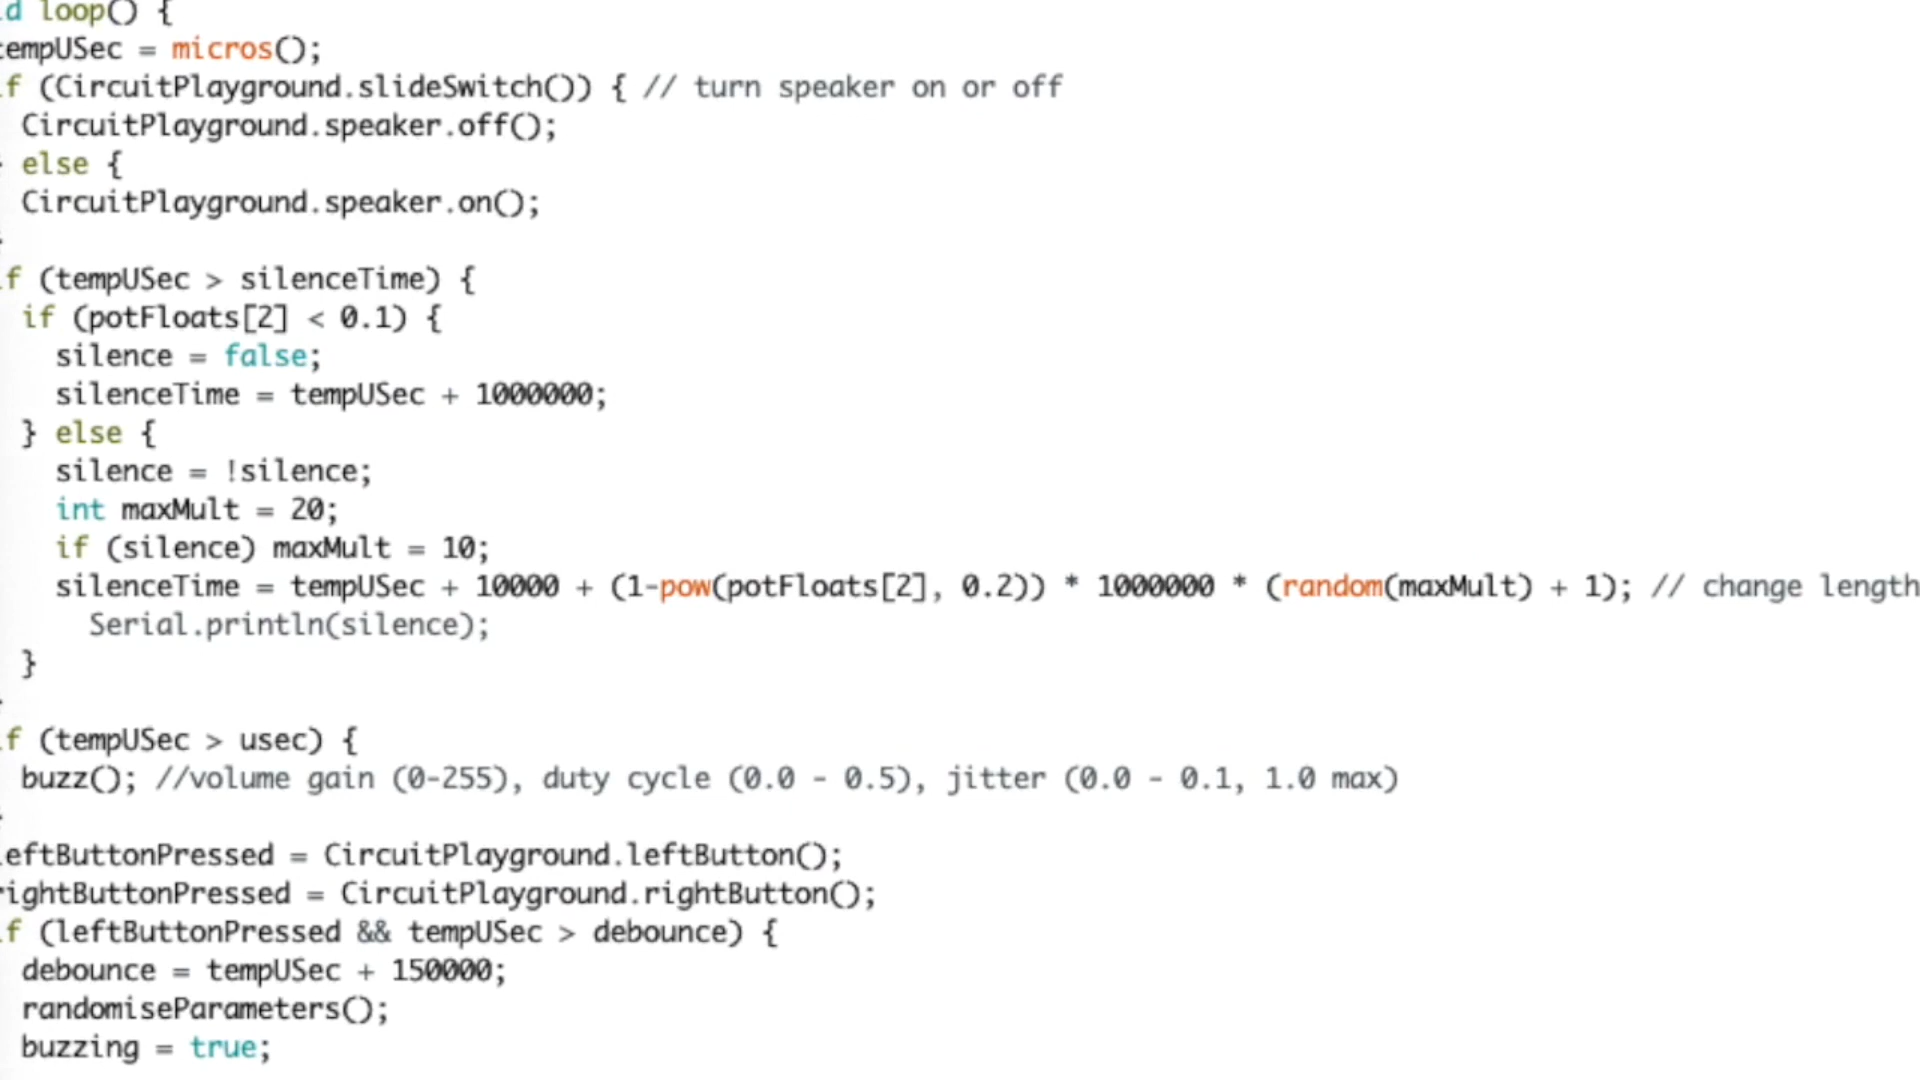 d loop() {
empUSec = micros();
f (CircuitPlayground.slideSwitch()) { // turn speaker on or off
CircuitPlayground.speaker.off();
else {
CircuitPlayground.speaker.on();
f (tempUSec > silenceTime) {
if (potFloats[2] < 0.1) {
silence = false;
silenceTime = tempUSec + 1000000;
} else {
silence = !silence;
int maxMult = 20;
if (silence) maxMult = 10;
silenceTime = tempUSec + 10000 + (1-pow(potFloats[2], 0.2)) * 1000000 * (random(maxMult) + 1); // change length
Serial.println(silence);
}
f (tempUSec > usec) {
buzz(); //volume gain (0-255), duty cycle (0.0 - 0.5), jitter (0.0 - 0.1, 1.0 max)
eftButtonPressed = CircuitPlayground.leftButton();
ightButtonPressed = CircuitPlayground.rightButton();
f (leftButtonPressed && tempUSec > debounce) {
debounce = tempUSec + 150000;
randomiseParameters();
buzzing = true;